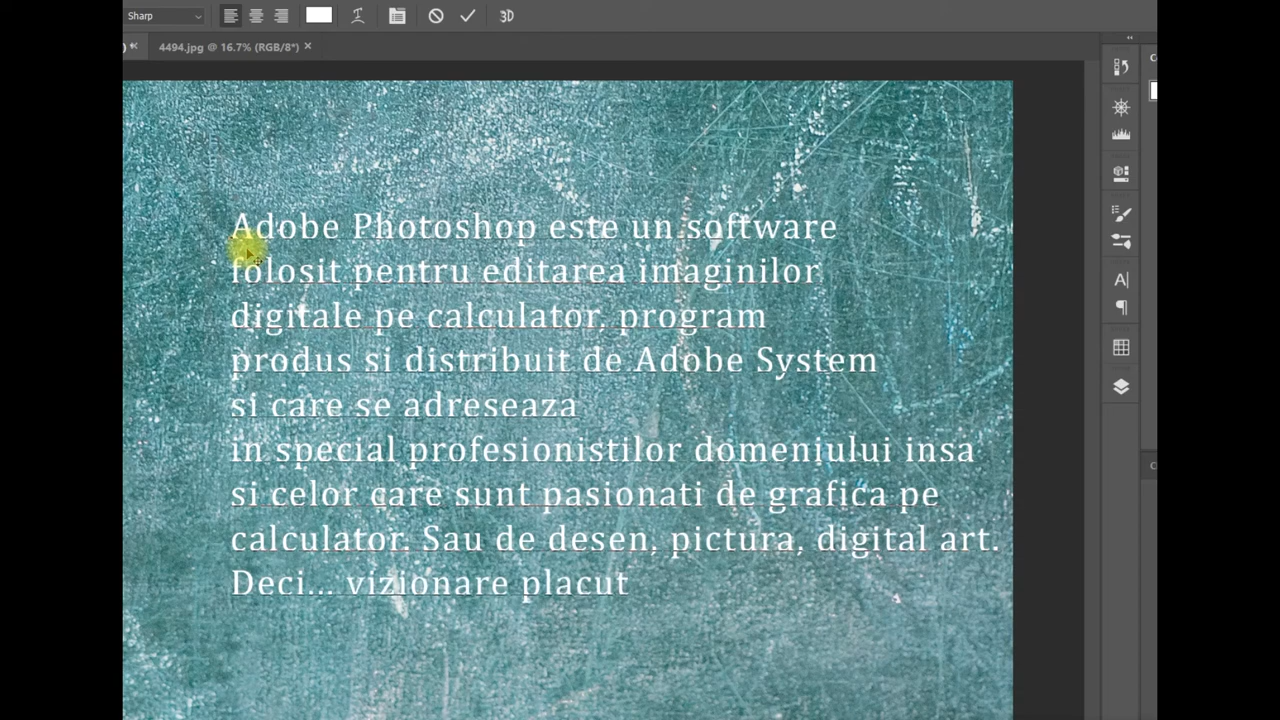 Sharp
3D
) × 4494.jpg @ 16.7% (RGB/8*) ×
Adobe Photoshop este un software
folosit pentru editarea imaginilor
digitale pe calculator, program
produs si distribuit de Adobe System
si care se adreseaza
in special profesionistilor domeniului insa
si celor care sunt pasionati de grafica pe
calculator. Sau de desen, pictura, digital art.
Deci... vizionare placut